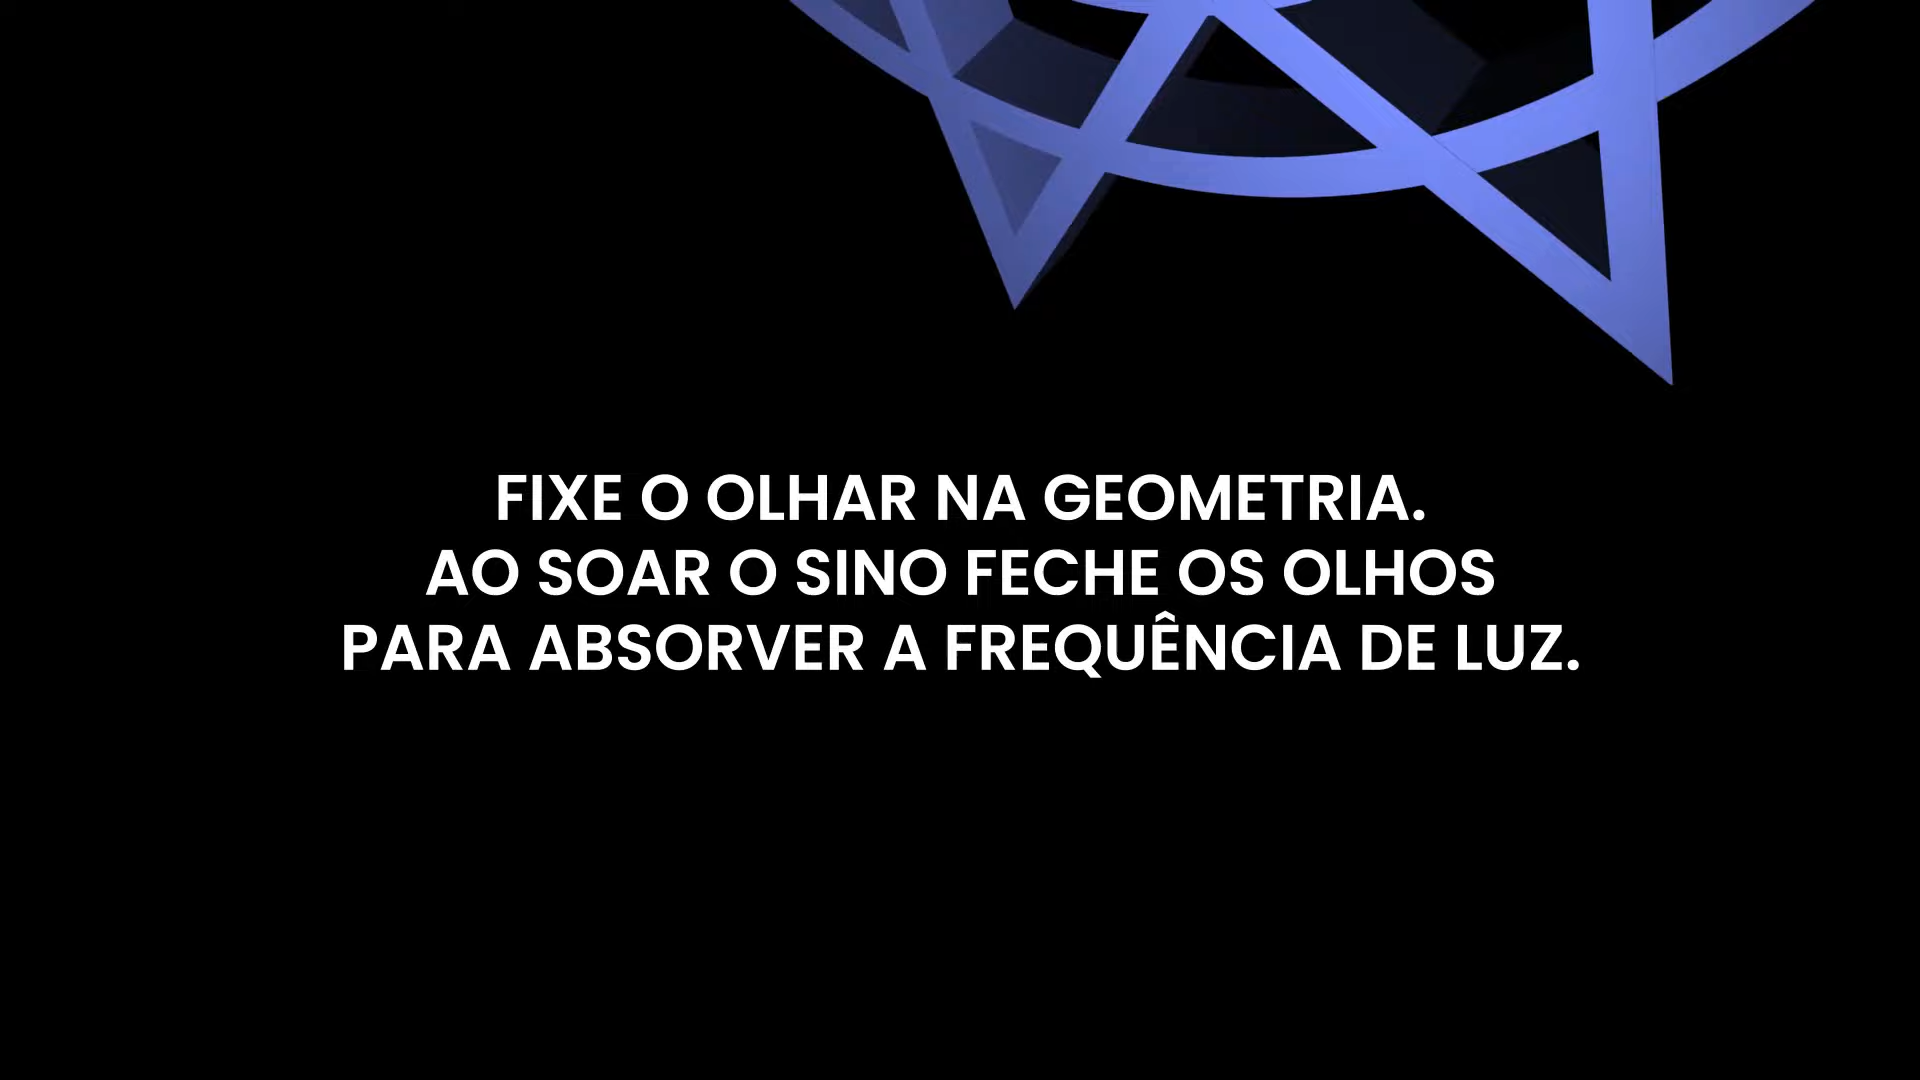 FIXE O OLHAR NA GEOMETRIA.
AO SOAR O SINO FECHE OS OLHOS
PARA ABSORVER A FREQUÊNCIA DE LUZ.